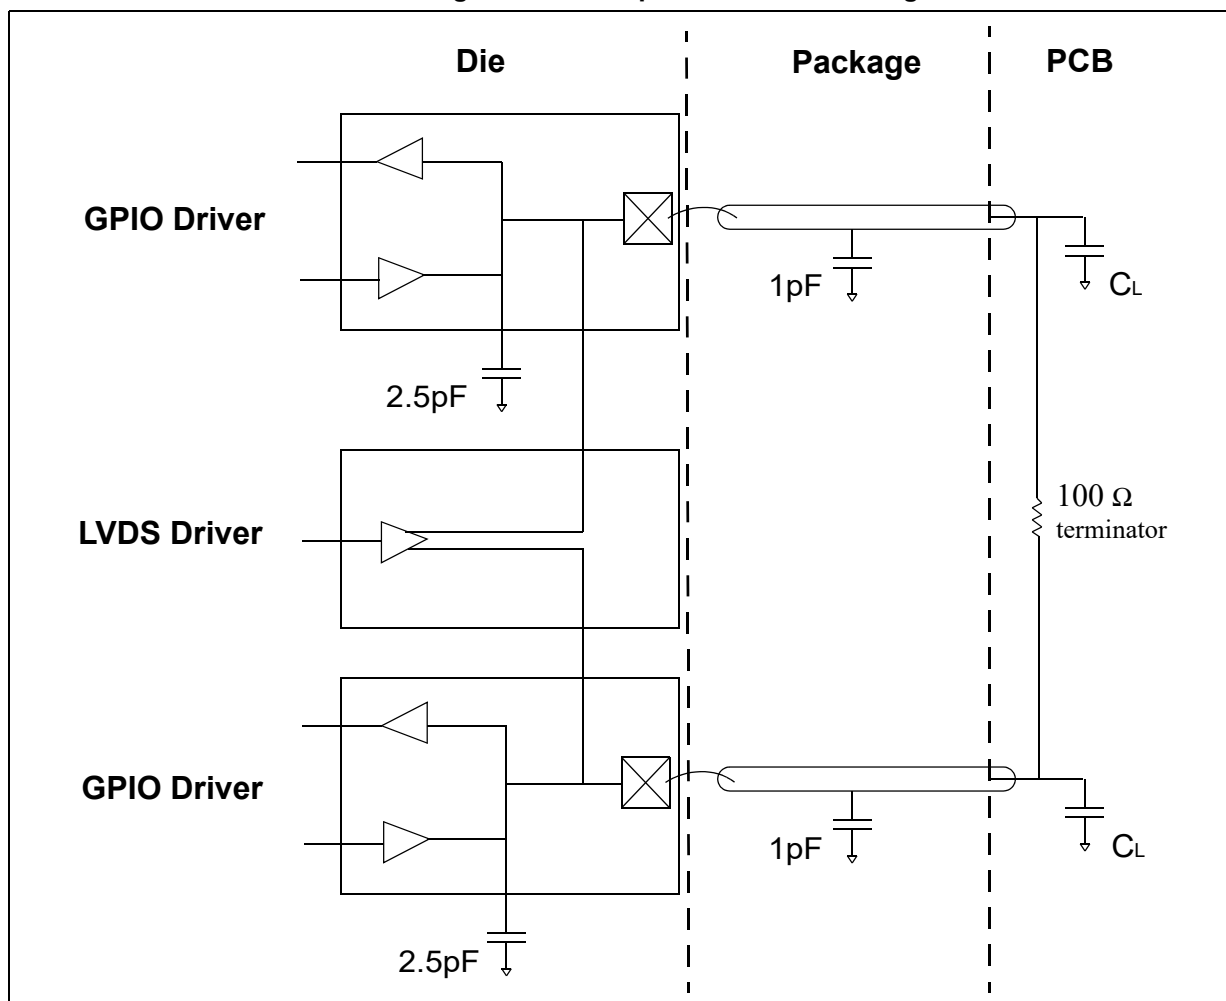 Die
Package
PCB
GPIO Driver
1pF
CL
2.5pF
LVDS Driver
100 Ω
terminator
GPIO Driver
1pF
CL
2.5pF